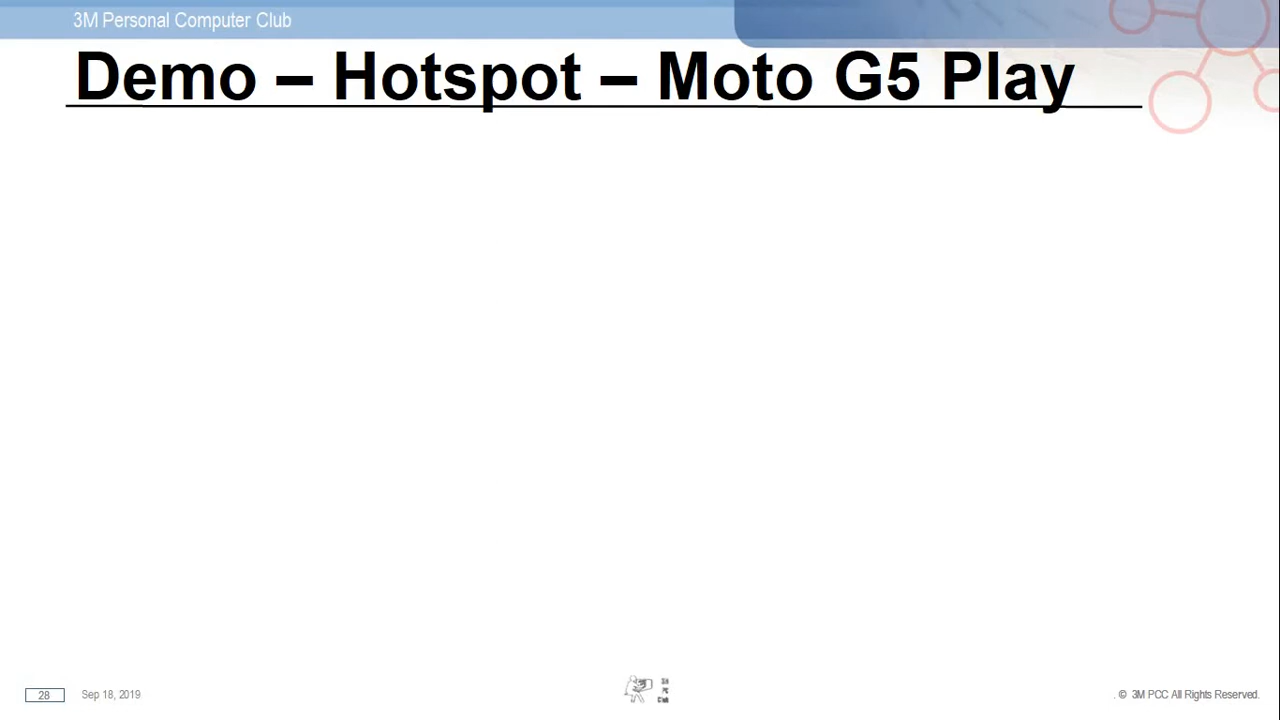 3M Personal Computer Club
Demo – Hotspot – Moto G5 Play
28
Sep 18, 2019
. © 3M PCC All Rights Reserved.